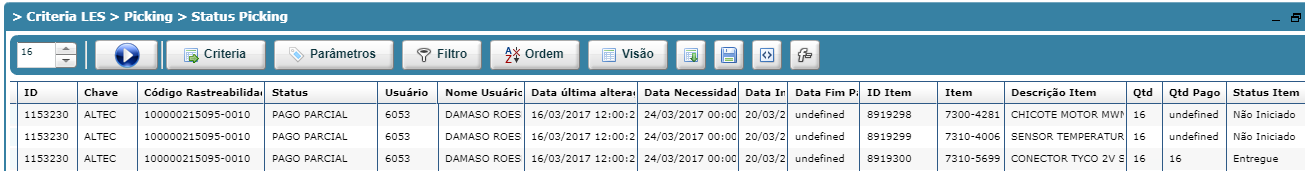 > Criteria LES > Picking > Status Picking
16 Criteria Parâmetros Filtro Ordem Visão
ID Chave Código Rastreabilida Status Usuário Nome Usuário Data última altera Data Necessidad Data In Data Fim Pa ID Item Item Descrição Item Qtd Qtd Pago Status Item
1153230 ALTEC 100000215095-0010 PAGO PARCIAL 6053 DAMASO ROES 16/03/2017 12:00:2 24/03/2017 00:00 20/03/2 undefined 8919298 7300-4281 CHICOTE MOTOR MWN 16 undefined Não Iniciado
1153230 ALTEC 100000215095-0010 PAGO PARCIAL 6053 DAMASO ROES 16/03/2017 12:00:2 24/03/2017 00:00 20/03/2 undefined 8919299 7310-4006 SENSOR TEMPERATUR 16 undefined Não Iniciado
1153230 ALTEC 100000215095-0010 PAGO PARCIAL 6053 DAMASO ROES 16/03/2017 12:00:2 24/03/2017 00:00 20/03/2 undefined 8919300 7310-5699 CONECTOR TYCO 2V S 16 16 Entregue